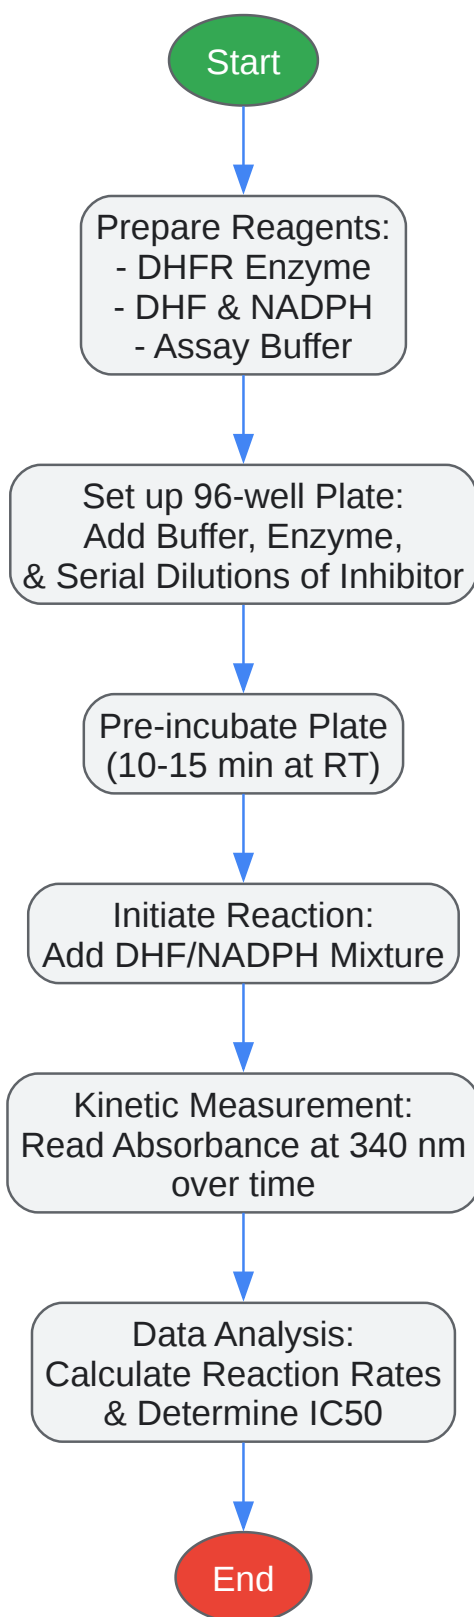 Start
Prepare Reagents:
- DHFR Enzyme
- DHF & NADPH
- Assay Buffer
Set up 96-well Plate:
Add Buffer, Enzyme,
& Serial Dilutions of Inhibitor
Pre-incubate Plate
(10-15 min at RT)
Initiate Reaction:
Add DHF/NADPH Mixture
Kinetic Measurement:
Read Absorbance at 340 nm
over time
Data Analysis:
Calculate Reaction Rates
& Determine IC50
End